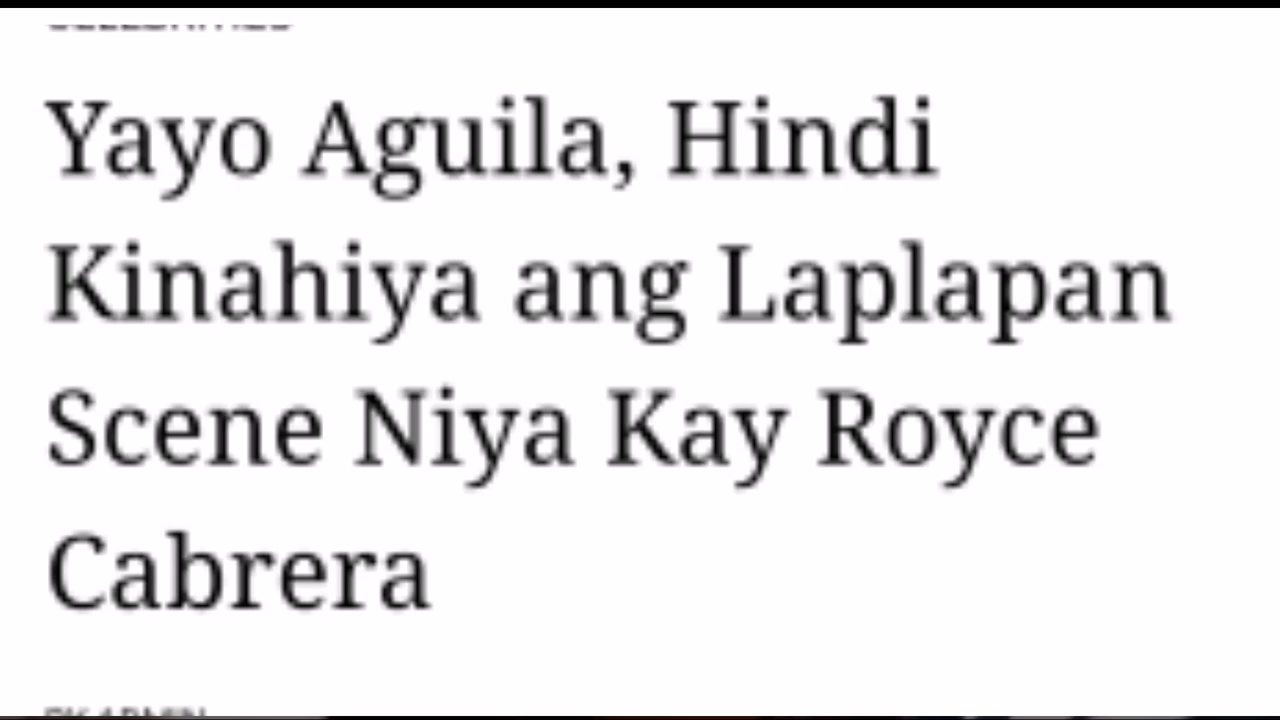 Yayo Aguila, Hindi
Kinahiya ang Laplapan
Scene Niya Kay Royce
Cabrera